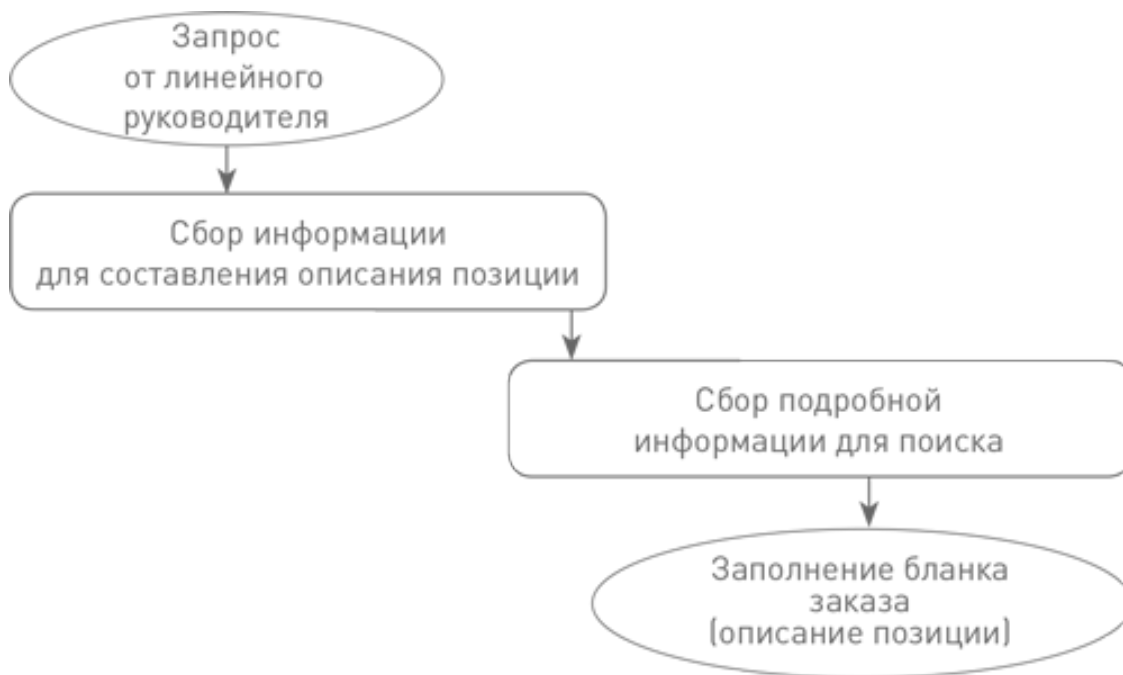 Запрос
от линейного
руководителя
Сбор информации
для составления описания позиции
Сбор подробной
информации для поиска
Заполнение бланка
заказа
(описание позиции)